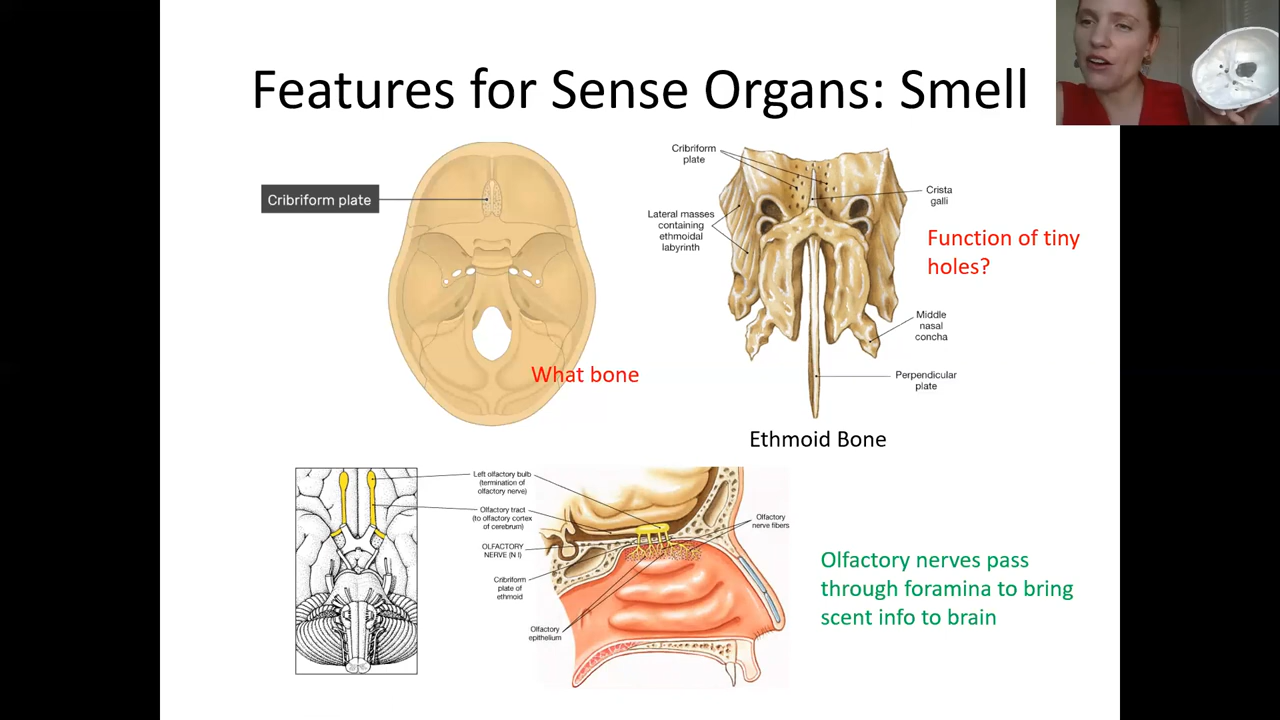 Features for Sense Organs: Smell
Cribriform plate
Cribriform
plate
Crista
galli
Lateral masses
containing
ethmoidal
labyrinth
Function of tiny
holes?
Middle
nasal
concha
What bone
Perpendicular
plate
Ethmoid Bone
Left olfactory bulb
(termination of
olfactory nerve)
Olfactory tract
(to olfactory cortex
of cerebrum)
OLFACTORY
NERVE (N I)
Cribriform
plate of
ethmoid
Olfactory
epithelium
Olfactory
nerve fibers
Olfactory nerves pass
through foramina to bring
scent info to brain